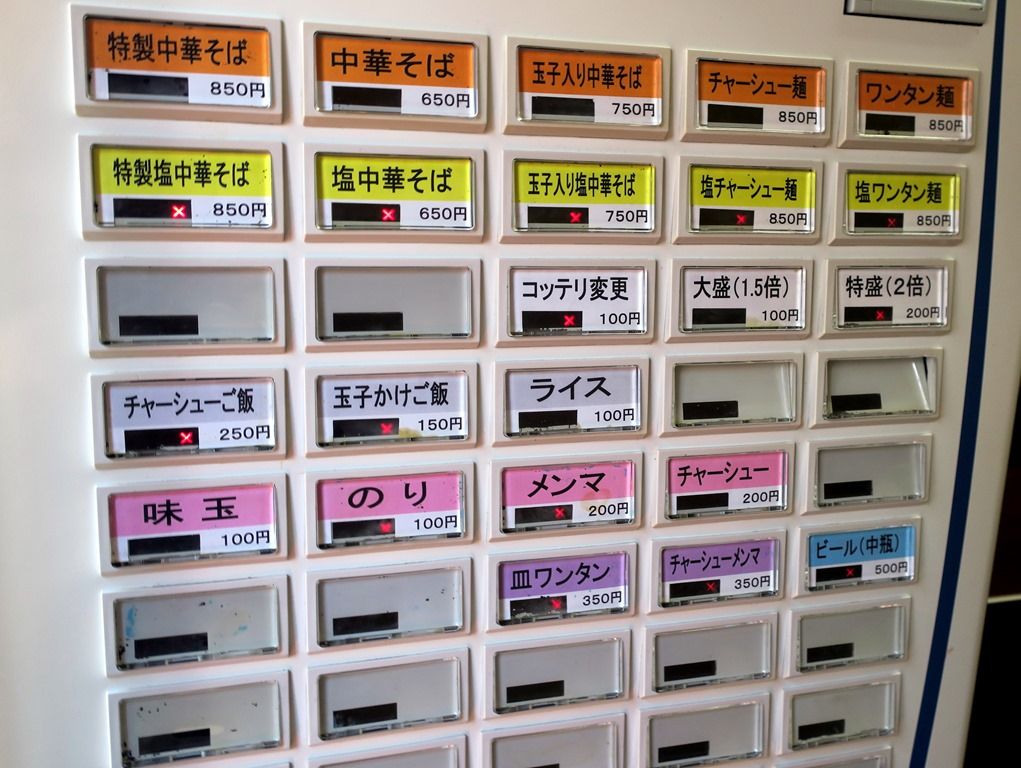 特製中華そば
850円
中華そば
650円
玉子入り中華そば
750円
チャーシュー麺
850円
ワンタン麺
850円
特製塩中華そば
850円
塩中華そば
650円
玉子入り塩中華そば
750円
塩チャーシュー麺
850円
塩ワンタン麺
850円
コッテリ変更
100円
大盛(1.5倍)
100円
特盛(2倍)
200円
チャーシューご飯
250円
玉子かけご飯
150円
ライス
100円
味玉
100円
のり
100円
メンマ
200円
チャーシュー
200円
皿ワンタン
350円
チャーシューメンマ
350円
ビール(中瓶)
500円